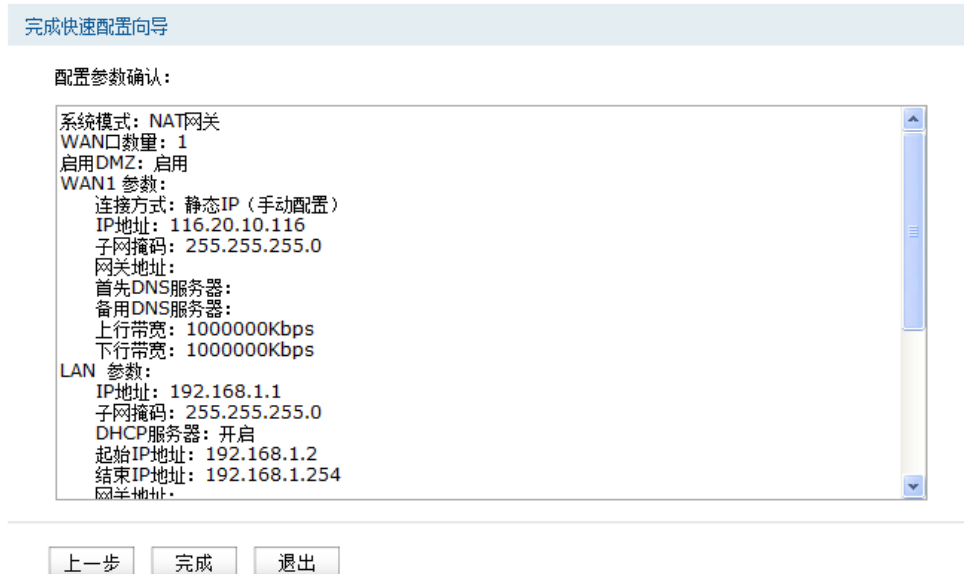 完成快速配置向导
配置参数确认：
系统模式：NAT网关
WAN口数量：1
启用DMZ：启用
WAN1 参数：
连接方式：静态IP（手动配置）
IP地址：116.20.10.116
子网掩码：255.255.255.0
网关地址：
首先DNS服务器：
备用DNS服务器：
上行带宽：1000000Kbps
下行带宽：1000000Kbps
LAN 参数：
IP地址：192.168.1.1
子网掩码：255.255.255.0
DHCP服务器：开启
起始IP地址：192.168.1.2
结束IP地址：192.168.1.254
网关地址：
上一步 完成 退出